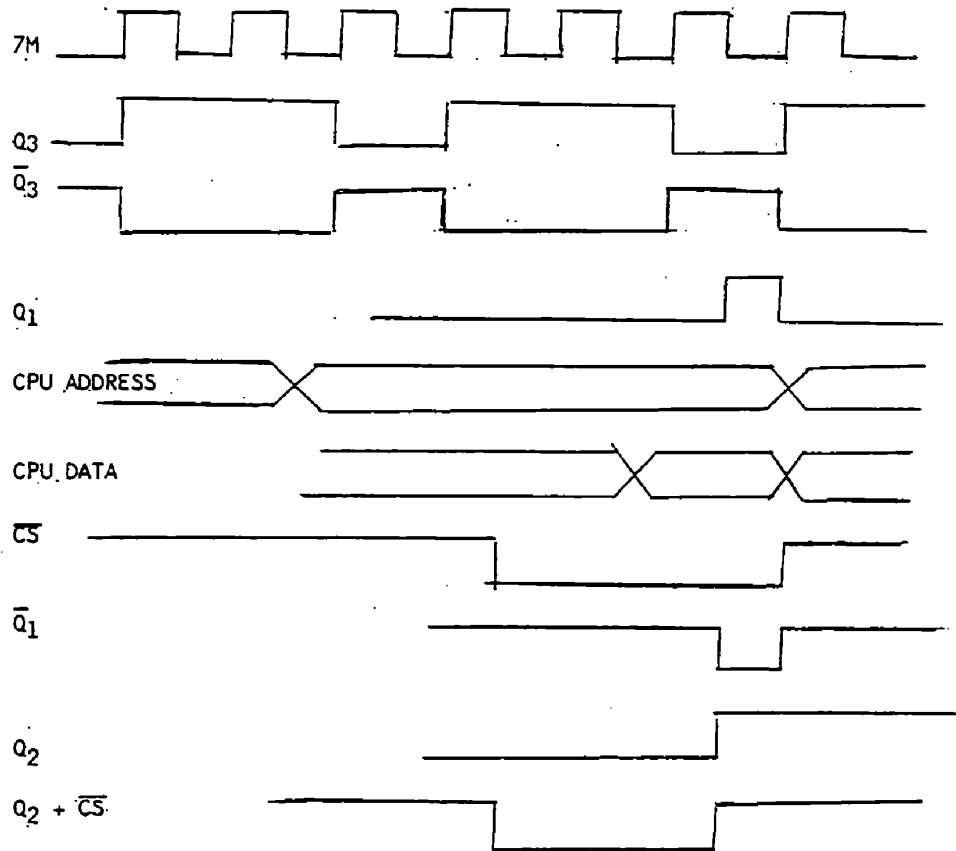 7M
Q3
Q̅3
Q1
CPU ADDRESS
CPU DATA
C̅S̅
Q̅1
Q2
Q2 + C̅S̅